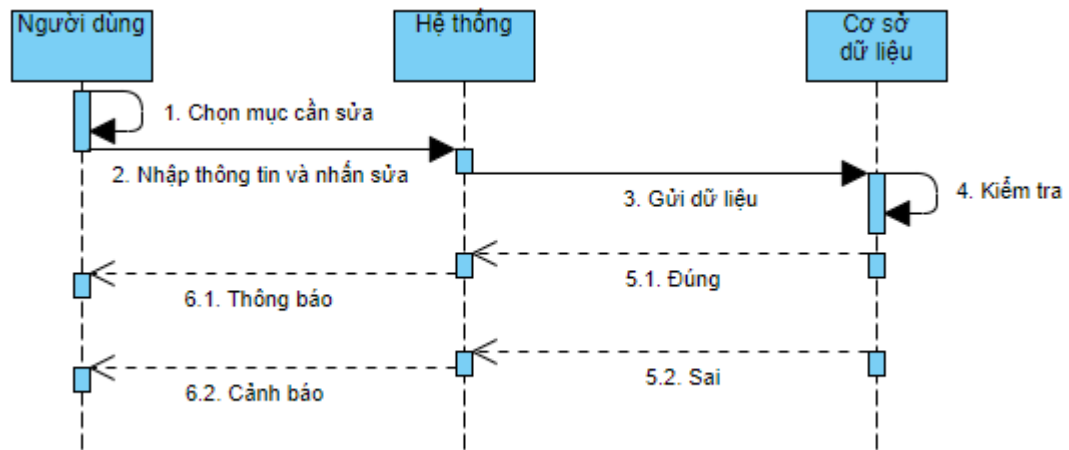 Người dùng
Hệ thống
Cơ sở
dữ liệu
1. Chọn mục cần sửa
2. Nhập thông tin và nhấn sửa
3. Gửi dữ liệu
4. Kiểm tra
5.1. Đúng
6.1. Thông báo
5.2. Sai
6.2. Cảnh báo